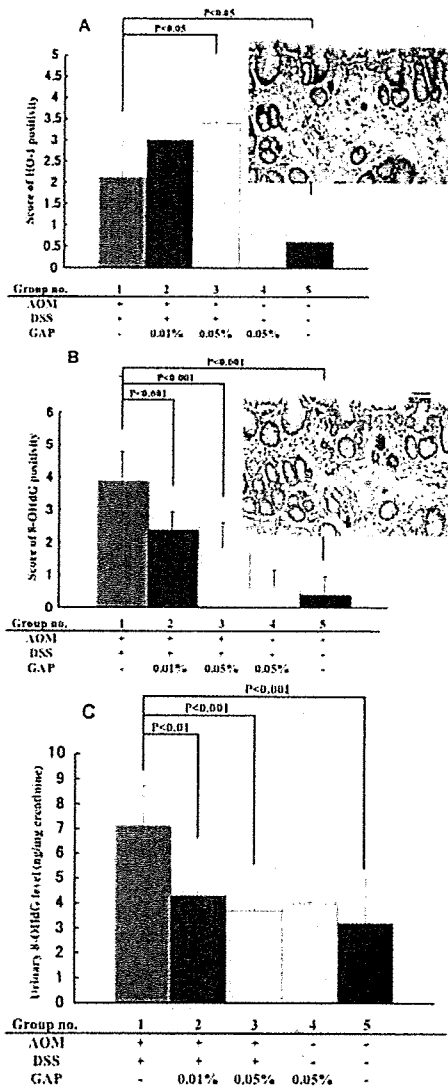 A
P<0.05
P<0.05
Score of HO-1 positivity
5
4.5
4
3.5
3
2.5
2
1.5
1
0.5
0
Group no. 1 2 3 4 5
AOM + + + - -
DSS + + + - -
GAP - 0.01% 0.05% 0.05% -
B
P<0.001
P<0.001
P<0.001
Score of 8-OHdG positivity
6
5
4
3
2
1
0
Group no. 1 2 3 4 5
AOM + + + - -
DSS + + + - -
GAP - 0.01% 0.05% 0.05% -
C
P<0.001
P<0.001
P<0.01
Urinary 8-OHdG level (ng/mg creatinine)
10
9
8
7
6
5
4
3
2
1
0
Group no. 1 2 3 4 5
AOM + + + - -
DSS + + + - -
GAP - 0.01% 0.05% 0.05% -